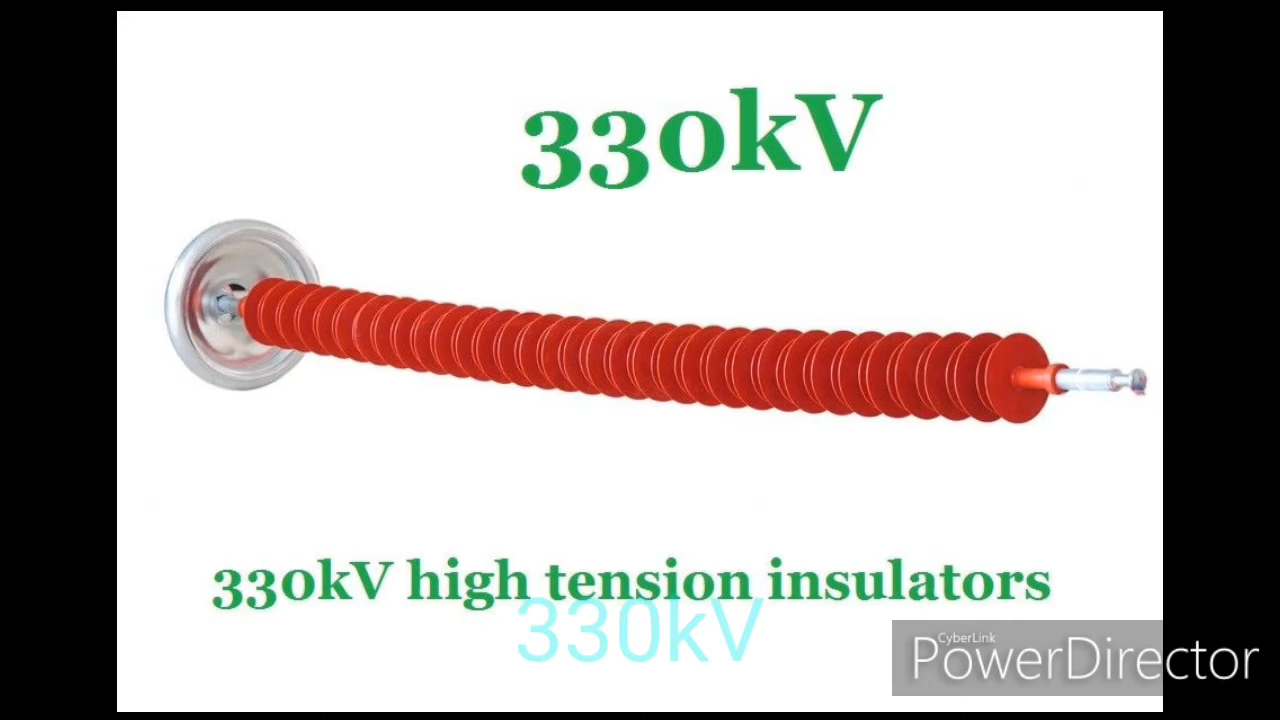 330kV
330kV high tension insulators
330kV
CyberLink
PowerDirector